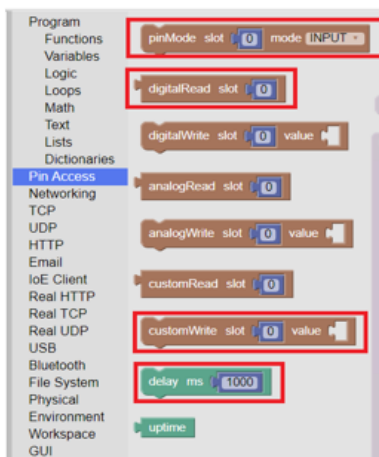 Program
Functions
Variables
Logic
Loops
Math
Text
Lists
Dictionaries
Pin Access
Networking
TCP
UDP
HTTP
Email
IoE Client
Real HTTP
Real TCP
Real UDP
USB
Bluetooth
File System
Physical
Environment
Workspace
GUI
pinMode slot 0 mode INPUT
digitalRead slot 0
digitalWrite slot 0 value
analogRead slot 0
analogWrite slot 0 value
customRead slot 0
customWrite slot 0 value
delay ms 1000
uptime